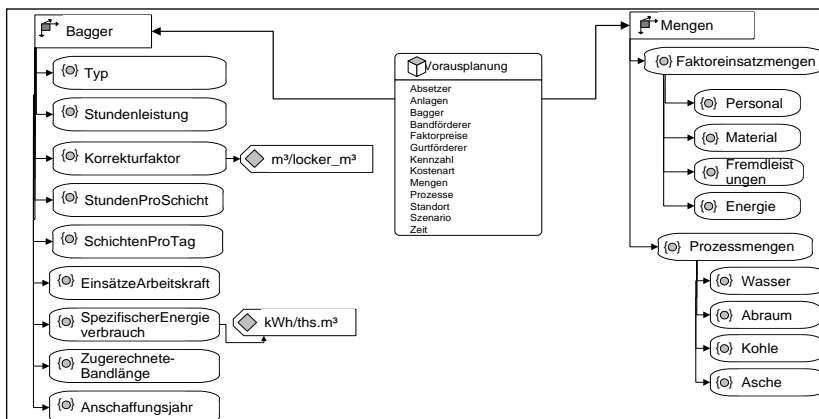 Bagger
{o} Typ
{o} Stundenleistung
{o} Korrekturfaktor
m³/locker_m³
{o} StundenProSchicht
{o} SchichtenProTag
{o} EinsätzeArbeitskraft
{o} SpezifischerEnergie
verbrauch
kWh/ths.m³
{o} Zugerechnete-
Bandlänge
{o} Anschaffungsjahr
Vorausplanung
Absetzer
Anlagen
Bagger
Bandförderer
Faktorpreise
Gurtförderer
Kennzahl
Kostenart
Mengen
Prozesse
Standort
Szenario
Zeit
Mengen
{o} Faktoreinsatzmengen
{o} Personal
{o} Material
{o} Fremdleist
ungen
{o} Energie
{o} Prozessmengen
{o} Wasser
{o} Abraum
{o} Kohle
{o} Asche